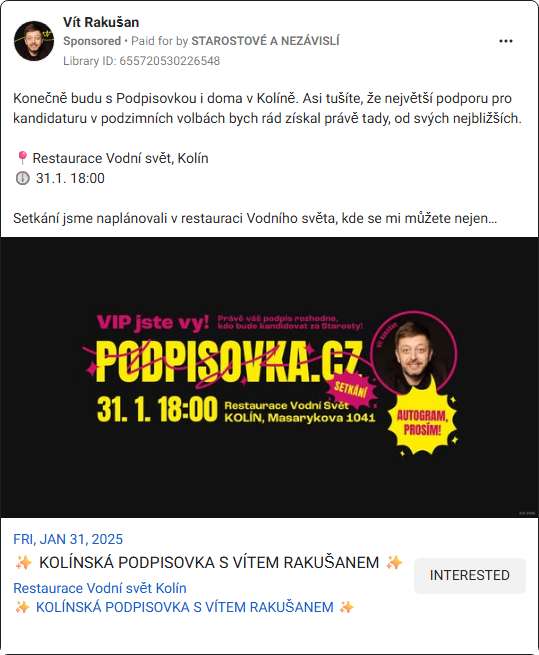 Vít Rakušan
Sponsored • Paid for by STAROSTOVÉ A NEZÁVISLÍ
Library ID: 655720530226548
Konečně budu s Podpisovkou i doma v Kolíně. Asi tušíte, že největší podporu pro
kandidaturu v podzimních volbách bych rád získal právě tady, od svých nejbližších.
📍Restaurace Vodní svět, Kolín
🕕 31.1. 18:00
Setkání jsme naplánovali v restauraci Vodního světa, kde se mi můžete nejen…
VIP jste vy!
Právě váš podpis rozhodne,
kdo bude kandidovat za Starosty!
PODPISOVKA.CZ
SETKÁNÍ
31. 1. 18:00
Restaurace Vodní Svět
KOLÍN, Masarykova 1041
VÍT RAKUŠAN
AUTOGRAM,
PROSÍM!
FRI, JAN 31, 2025
✨ KOLÍNSKÁ PODPISOVKA S VÍTEM RAKUŠANEM ✨
INTERESTED
Restaurace Vodní svět Kolín
✨ KOLÍNSKÁ PODPISOVKA S VÍTEM RAKUŠANEM ✨